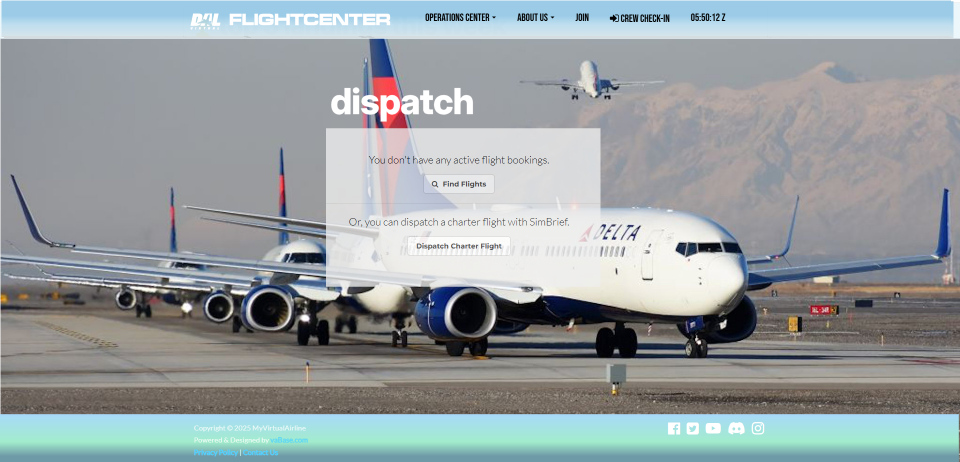 DAL FLIGHTCENTER
VIRTUAL
OPERATIONS CENTER
ABOUT US
JOIN
CREW CHECK-IN
05:50:12 Z
dispatch
You don't have any active flight bookings.
Find Flights
Or, you can dispatch a charter flight with SimBrief.
Dispatch Charter Flight
DELTA
Copyright © 2025 MyVirtualAirline
Powered & Designed by vaBase.com
Privacy Policy | Contact Us